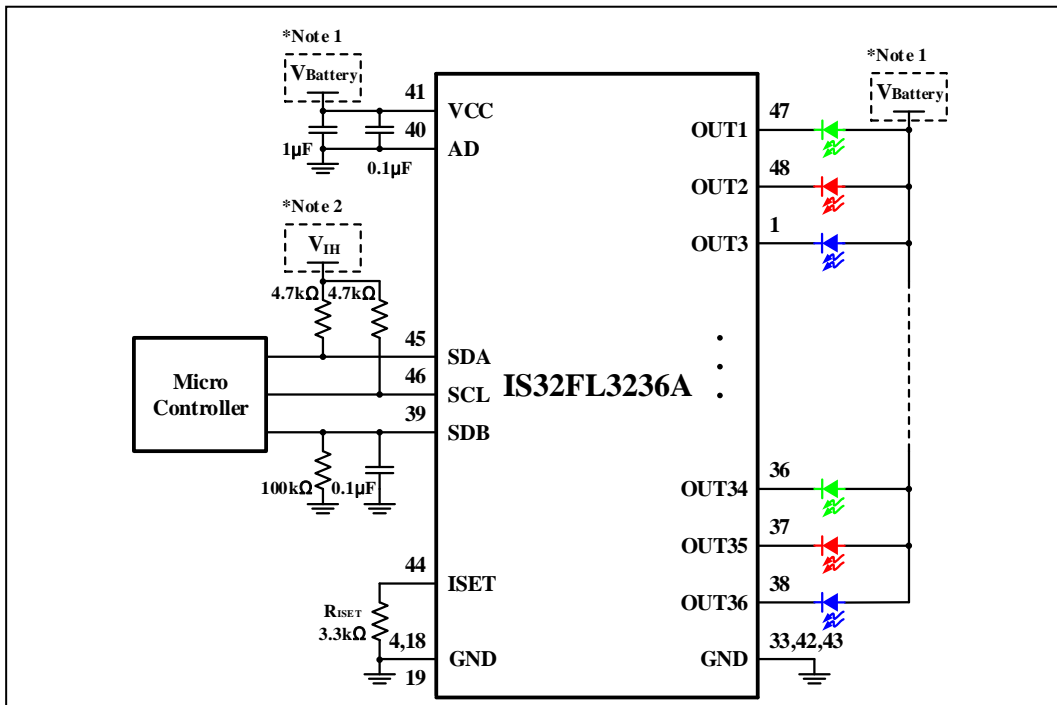 *Note 1
VBattery
41
VCC
40
AD
1µF
0.1µF
*Note 2
VIH
4.7kΩ 4.7kΩ
Micro
Controller
45
SDA
46
SCL
39
SDB
100kΩ
0.1µF
44
ISET
RISET
3.3kΩ
4,18
GND
19
IS32FL3236A
*Note 1
VBattery
47
OUT1
48
OUT2
1
OUT3
36
OUT34
37
OUT35
38
OUT36
33,42,43
GND